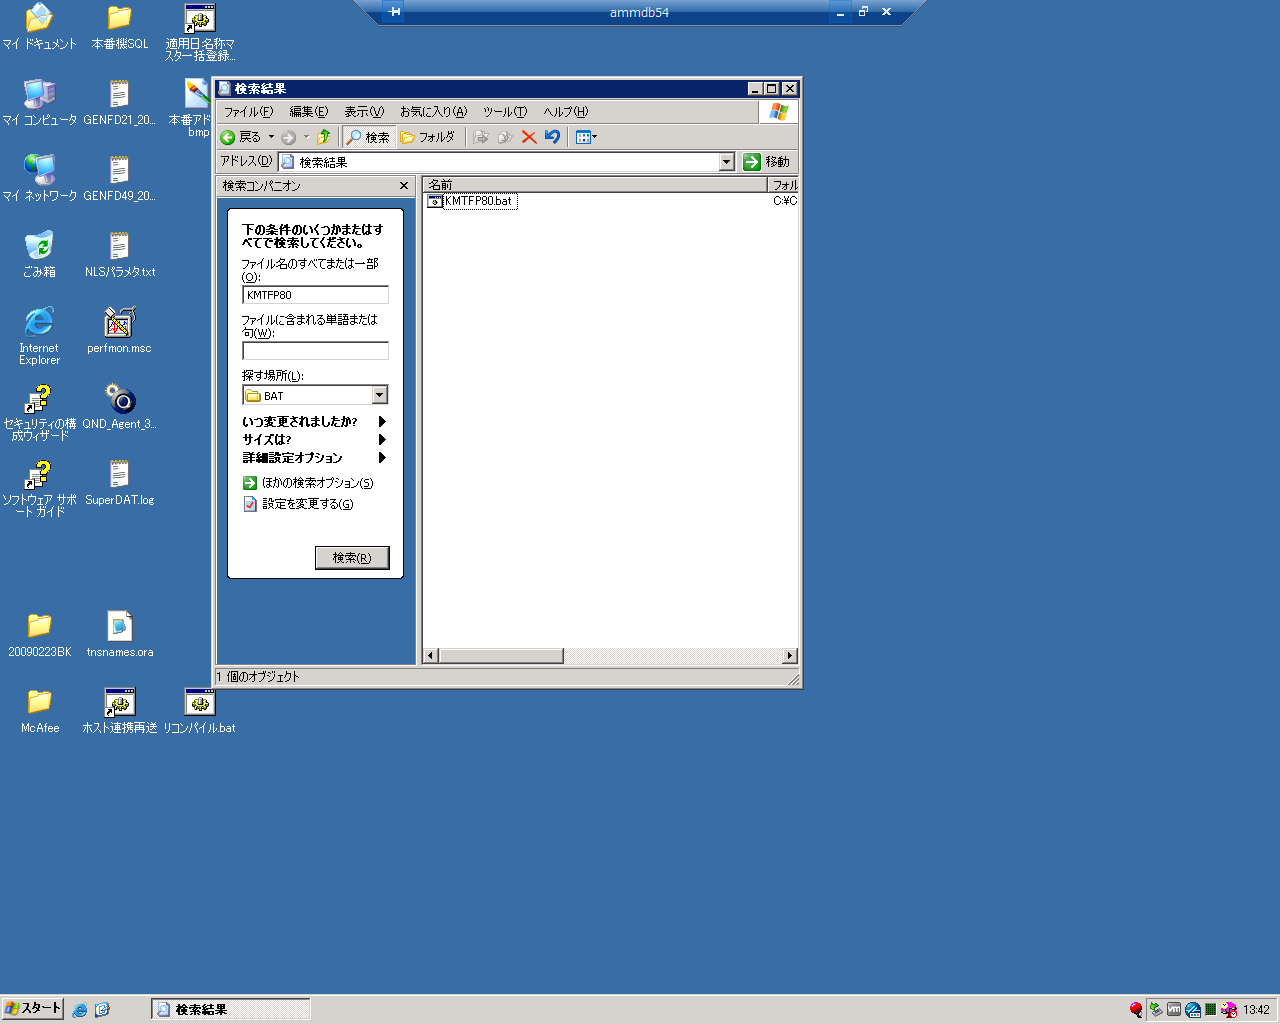 ammdb54
マイ ドキュメント
本番機SQL
適用日名称マ
スター括登録...
マイ コンピュータ
GENFD21_20...
本番アド
bmp
マイ ネットワーク
GENFD49_20...
ごみ箱
NLSパラメタ.txt
Internet
Explorer
perfmon.msc
セキュリティの構
成ウィザード
QND_Agent_3...
ソフトウェア サポ
ート ガイド
SuperDAT.log
20090223BK
tnsnames.ora
McAfee
ホスト連携再送
リコンパイル.bat
検索結果
ファイル(F)
編集(E)
表示(V)
お気に入り(A)
ツール(T)
ヘルプ(H)
戻る
検索
フォルダ
アドレス(D)
検索結果
移動
検索コンパニオン
名前
フォル
KMTFP80.bat
C:¥C
下の条件のいくつかまたはす
べてで検索してください。
ファイル名のすべてまたは一部
(O):
KMTFP80
ファイルに含まれる単語または
句(W):
探す場所(L):
BAT
いつ変更されましたか?
サイズは?
詳細設定オプション
ほかの検索オプション(S)
設定を変更する(G)
検索(R)
1 個のオブジェクト
スタート
検索結果
13:42